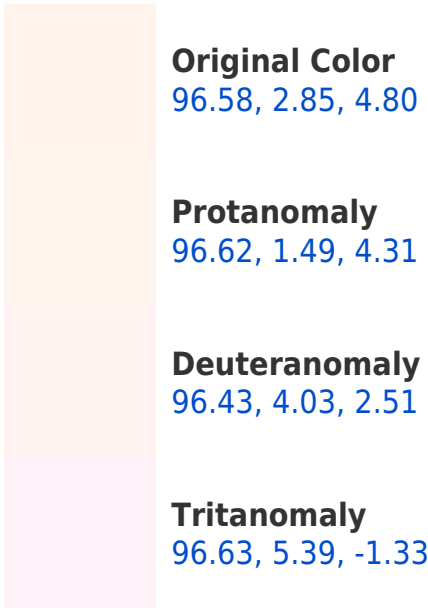 Original Color
96.58, 2.85, 4.80
Protanomaly
96.62, 1.49, 4.31
Deuteranomaly
96.43, 4.03, 2.51
Tritanomaly
96.63, 5.39, -1.33